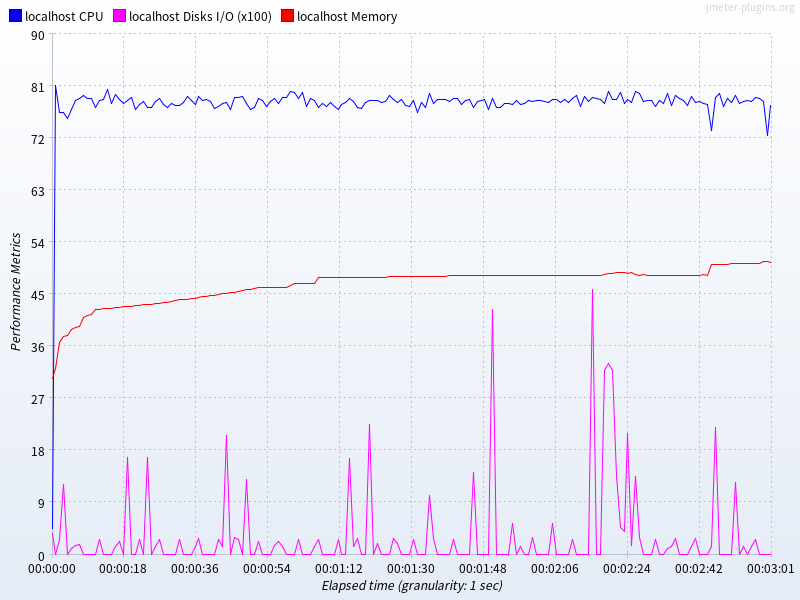 jmeter-plugins.org
localhost CPU localhost Disks I/O (x100) localhost Memory
90
81
72
63
54
45
36
27
18
9
0
Performance Metrics
00:00:00 00:00:18 00:00:36 00:00:54 00:01:12 00:01:30 00:01:48 00:02:06 00:02:24 00:02:42 00:03:01
Elapsed time (granularity: 1 sec)